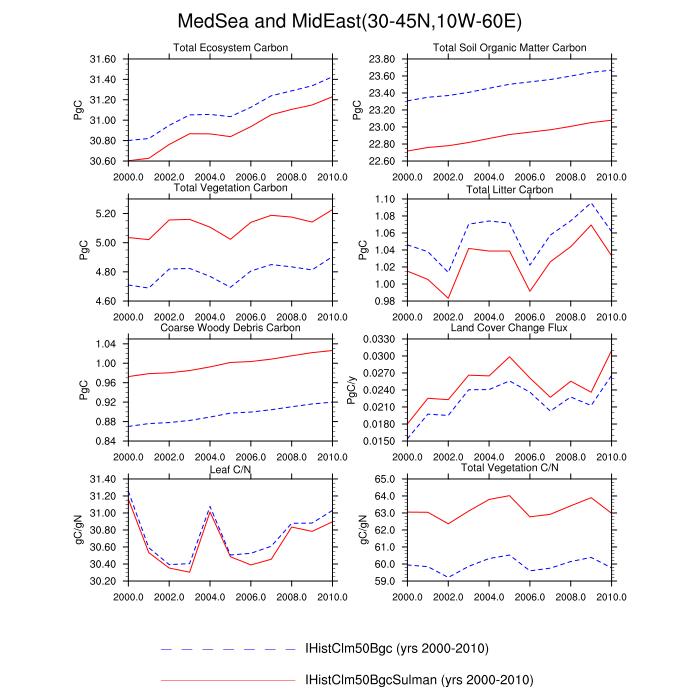 MedSea and MidEast(30-45N,10W-60E)
Total Ecosystem Carbon
PgC
31.60
31.40
31.20
31.00
30.80
30.60
2000.0 2002.0 2004.0 2006.0 2008.0 2010.0
Total Soil Organic Matter Carbon
PgC
23.80
23.60
23.40
23.20
23.00
22.80
22.60
2000.0 2002.0 2004.0 2006.0 2008.0 2010.0
Total Vegetation Carbon
PgC
5.20
5.00
4.80
4.60
2000.0 2002.0 2004.0 2006.0 2008.0 2010.0
Total Litter Carbon
PgC
1.10
1.08
1.06
1.04
1.02
1.00
0.98
2000.0 2002.0 2004.0 2006.0 2008.0 2010.0
Coarse Woody Debris Carbon
PgC
1.04
1.00
0.96
0.92
0.88
0.84
2000.0 2002.0 2004.0 2006.0 2008.0 2010.0
Land Cover Change Flux
PgC/y
0.0330
0.0300
0.0270
0.0240
0.0210
0.0180
0.0150
2000.0 2002.0 2004.0 2006.0 2008.0 2010.0
Leaf C/N
gC/gN
31.40
31.20
31.00
30.80
30.60
30.40
30.20
2000.0 2002.0 2004.0 2006.0 2008.0 2010.0
Total Vegetation C/N
gC/gN
65.0
64.0
63.0
62.0
61.0
60.0
59.0
2000.0 2002.0 2004.0 2006.0 2008.0 2010.0
IHistClm50Bgc (yrs 2000-2010)
IHistClm50BgcSulman (yrs 2000-2010)